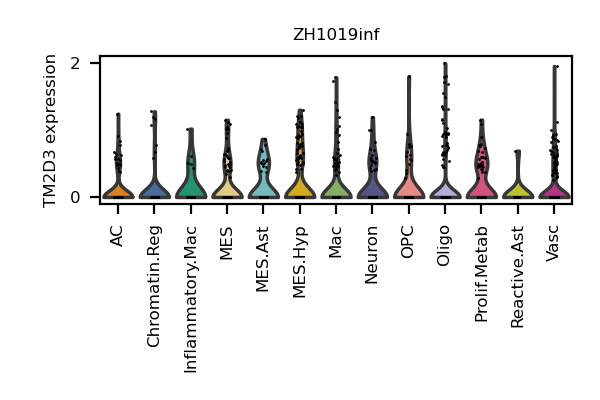 ZH1019inf
TM2D3 expression
2
0
AC
Chromatin.Reg
Inflammatory.Mac
MES
MES.Ast
MES.Hyp
Mac
Neuron
OPC
Oligo
Prolif.Metab
Reactive.Ast
Vasc